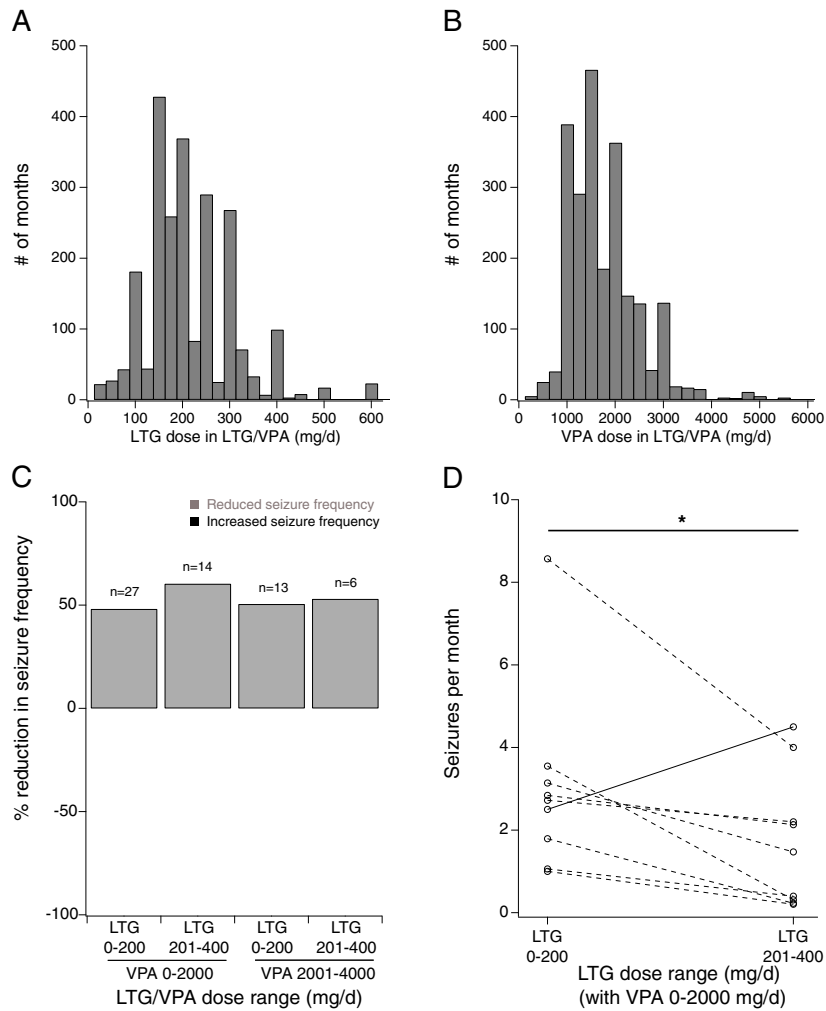 A
500
400
300
200
100
0
# of months
0 100 200 300 400 500 600
LTG dose in LTG/VPA (mg/d)
B
500
400
300
200
100
0
# of months
0 1000 2000 3000 4000 5000 6000
VPA dose in LTG/VPA (mg/d)
C
100
50
0
-50
-100
% reduction in seizure frequency
Reduced seizure frequency
Increased seizure frequency
n=27
n=14
n=13
n=6
LTG LTG LTG LTG
0-200 201-400 0-200 201-400
VPA 0-2000 VPA 2001-4000
LTG/VPA dose range (mg/d)
D
10
8
6
4
2
0
Seizures per month
*
LTG LTG
0-200 201-400
LTG dose range (mg/d)
(with VPA 0-2000 mg/d)